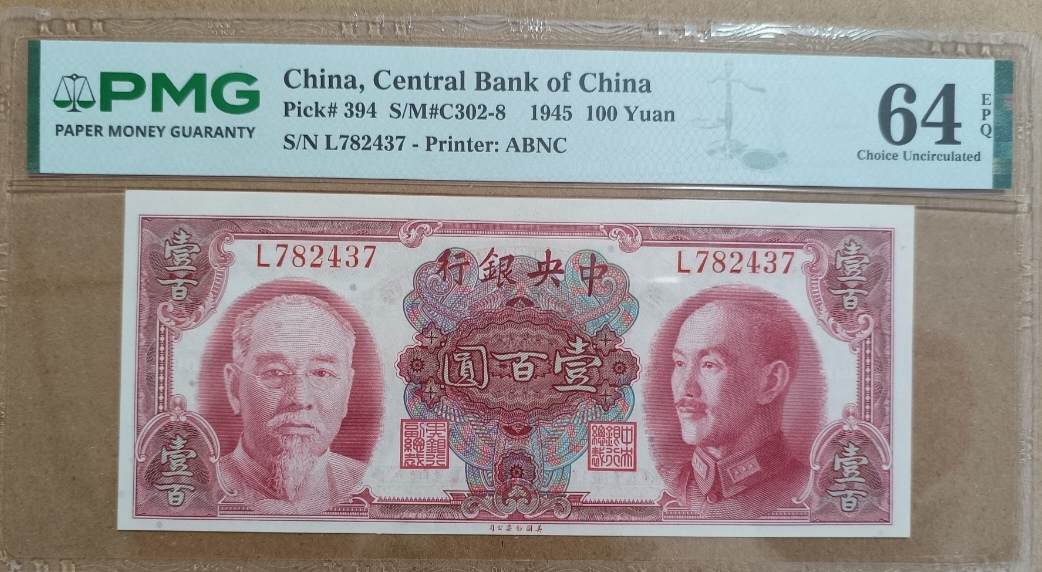 PMG
PAPER MONEY GUARANTY
China, Central Bank of China
Pick# 394 S/M#C302-8 1945 100 Yuan
S/N L782437 - Printer: ABNC
64
EPQ
Choice Uncirculated
壹百
L782437
行銀央中
L782437
壹百
圓百壹
壹百
壹百